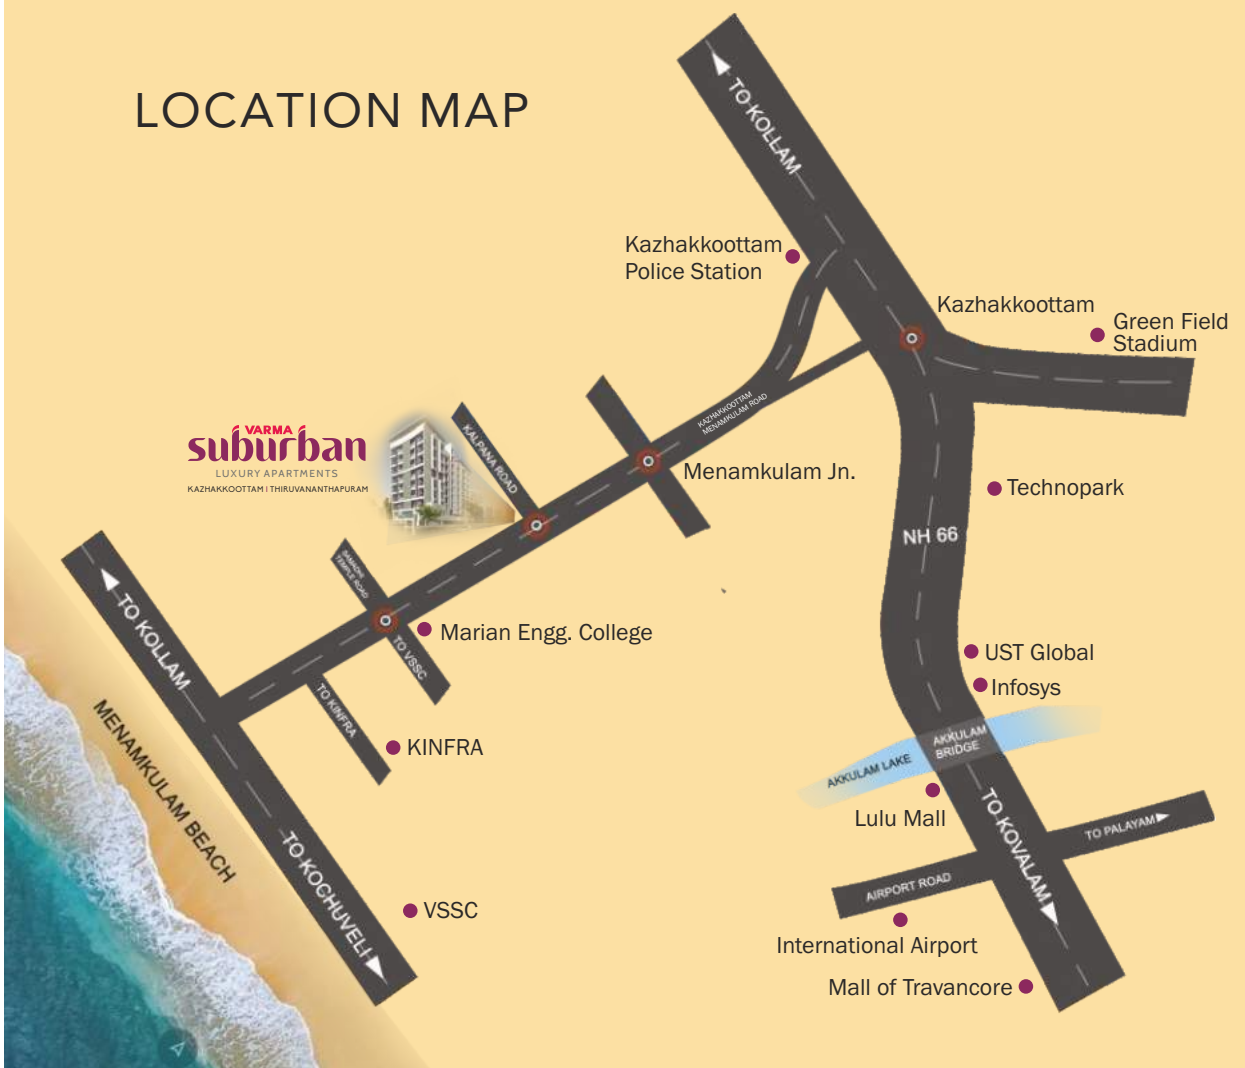 LOCATION MAP
TO KOLLAM
Kazhakkoottam
Police Station
Kazhakkoottam
Green Field
Stadium
KAZHAKKOOTTAM
MENAMKULAM ROAD
VARMA
suburban
LUXURY APARTMENTS
KAZHAKKOOTTAM | THIRUVANANTHAPURAM
KALPANA ROAD
Menamkulam Jn.
Technopark
NH 66
SAMADHI
TEMPLE ROAD
TO KOLLAM
Marian Engg. College
TO VSSC
UST Global
Infosys
TO KINFRA
KINFRA
MENAMKULAM BEACH
AKKULAM LAKE
AKKULAM
BRIDGE
Lulu Mall
TO KOVALAM
TO PALAYAM
TO KOCHUVELI
AIRPORT ROAD
VSSC
International Airport
Mall of Travancore